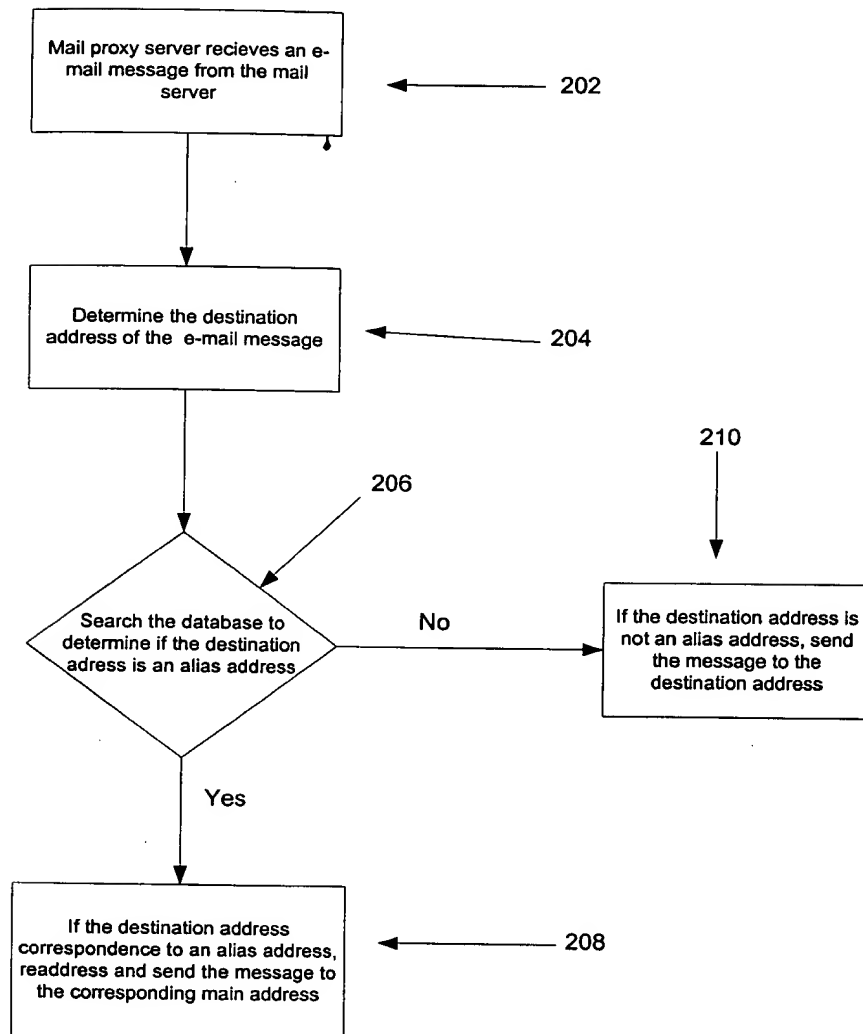 Mail proxy server recieves an e-
mail message from the mail
server
202
Determine the destination
address of the e-mail message
204
210
206
Search the database to
determine if the destination
adress is an alias address
No
If the destination address is
not an alias address, send
the message to the
destination address
Yes
If the destination address
correspondence to an alias address,
readdress and send the message to
the corresponding main address
208